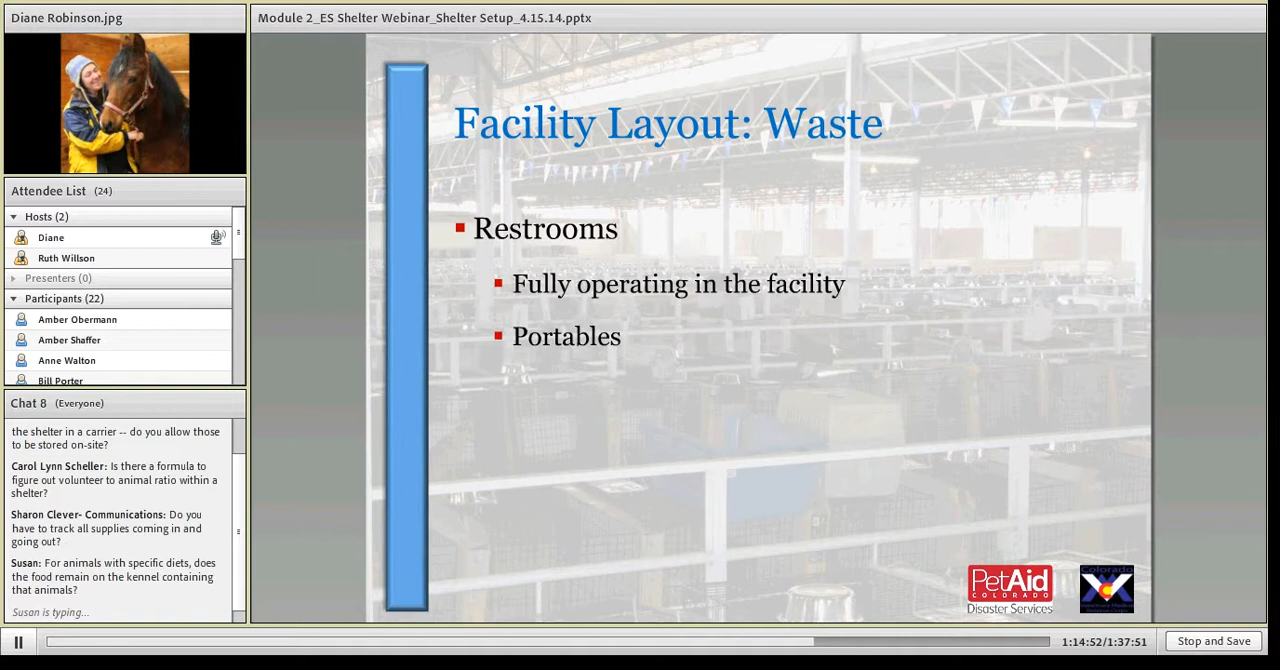 Diane Robinson.jpg
Module 2_ES Shelter Webinar_Shelter Setup_4.15.14.pptx
Attendee List (24)
Hosts (2)
Diane
Ruth Willson
Presenters (0)
Participants (22)
Amber Obermann
Amber Shaffer
Anne Walton
Bill Porter
Chat 8 (Everyone)
the shelter in a carrier -- do you allow those
to be stored on-site?
Carol Lynn Scheller: Is there a formula to
figure out volunteer to animal ratio within a
shelter?
Sharon Clever- Communications: Do you
have to track all supplies coming in and
going out?
Susan: For animals with specific diets, does
the food remain on the kennel containing
that animals?
Susan is typing...
Facility Layout: Waste
Restrooms
Fully operating in the facility
Portables
PetAid
COLORADO
Disaster Services
Colorado
1:14:52/1:37:51
Stop and Save